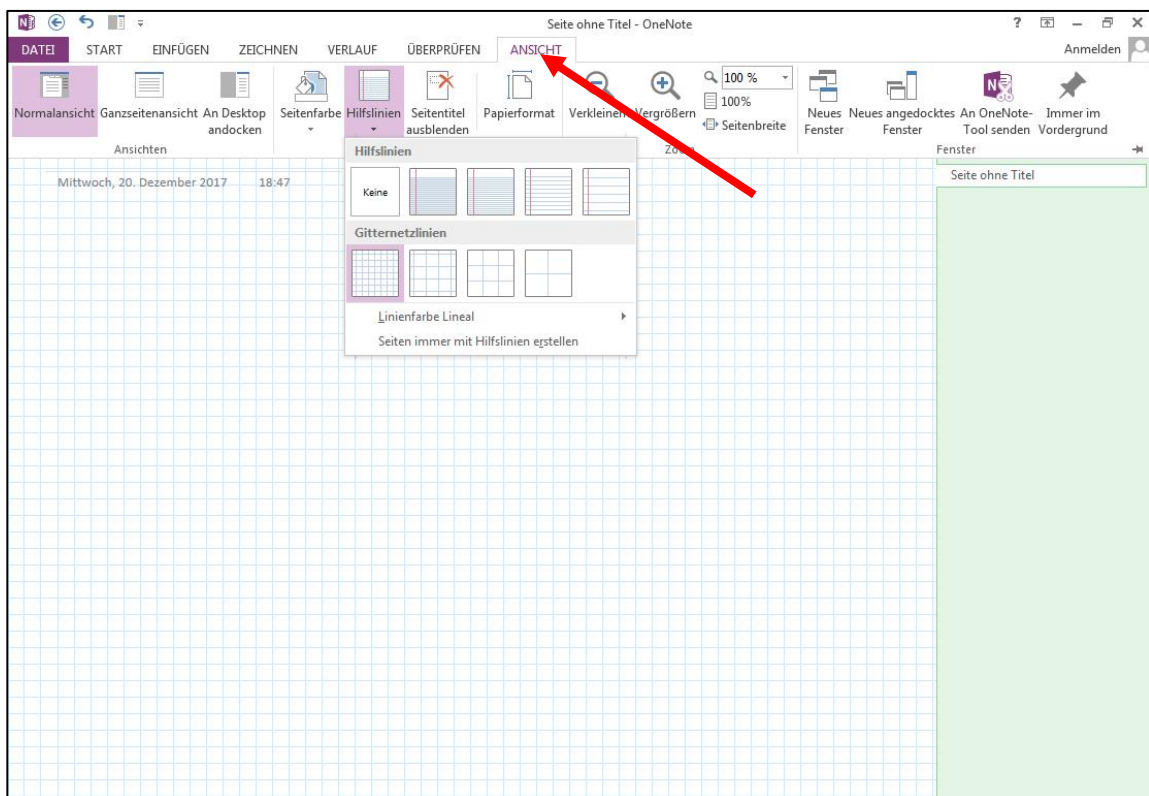 Seite ohne Titel - OneNote
DATEI START EINFÜGEN ZEICHNEN VERLAUF ÜBERPRÜFEN ANSICHT Anmelden
Normalansicht Ganzseitenansicht An Desktop andocken
Seitenfarbe Hilfslinien Seitentitel ausblenden
Papierformat Verkleinern Vergrößern
100 %
100%
Seitenbreite
Neues Fenster
Neues angedocktes Fenster
An OneNote-Tool senden
Immer im Vordergrund
Ansichten
Fenster
Hilfslinien
Keine
Gitternetzlinien
Linienfarbe Lineal
Seiten immer mit Hilfslinien erstellen
Mittwoch, 20. Dezember 2017 18:47
Seite ohne Titel